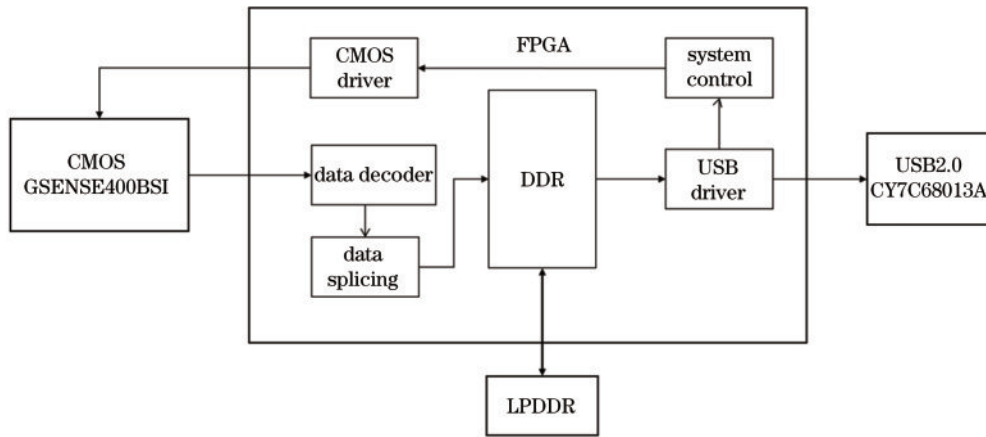 FPGA
CMOS
driver
system
control
CMOS
GSENSE400BSI
data decoder
data
splicing
DDR
USB
driver
USB2.0
CY7C68013A
LPDDR